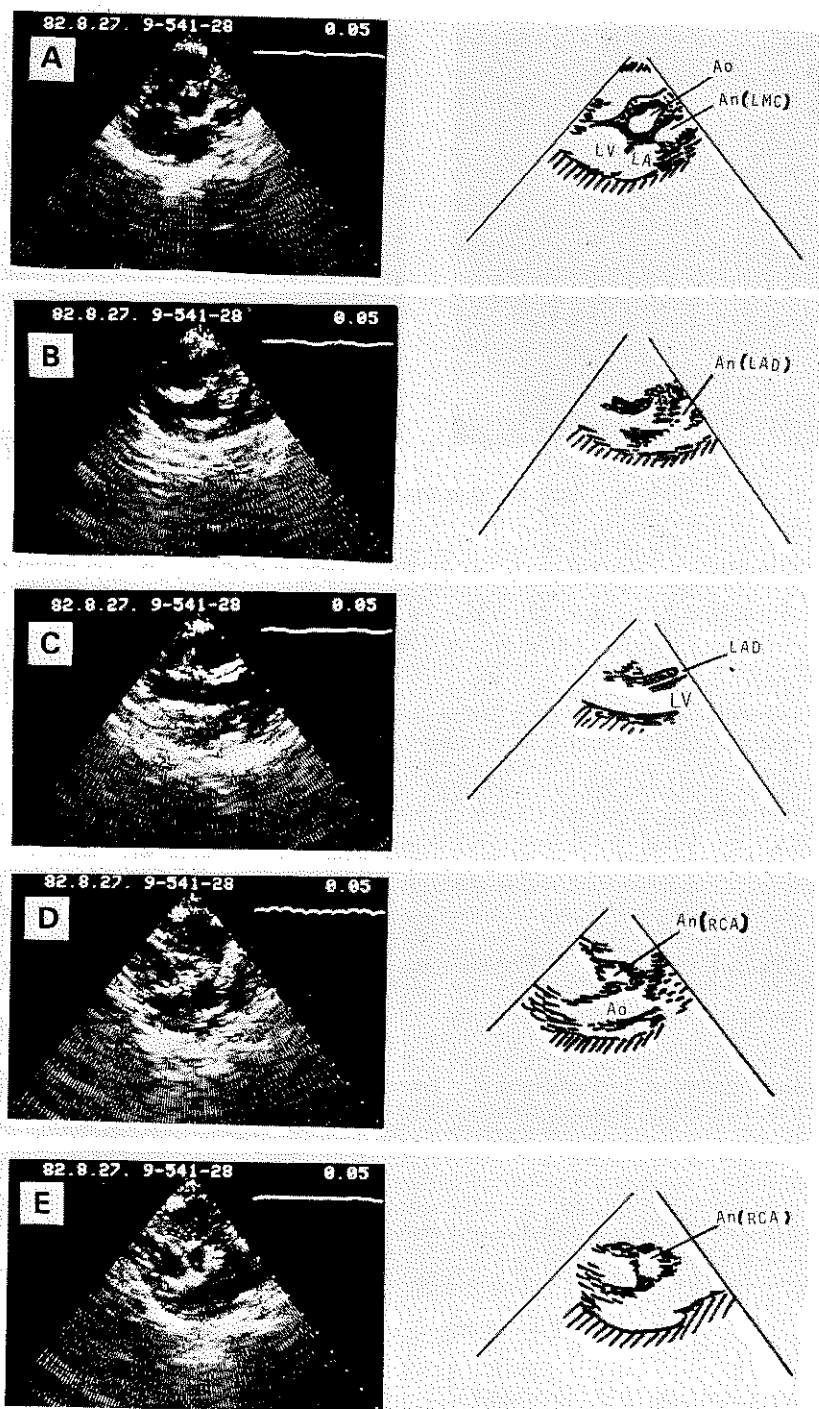 82.8.27. 9-541-28 0.05
A
Ao
An(LMC)
LV LA
82.8.27. 9-541-28 0.05
B
An(LAD)
82.8.27. 9-541-28 0.05
C
LAD
LV
82.8.27. 9-541-28 0.05
D
An(RCA)
Ao
82.8.27. 9-541-28 0.05
E
An(RCA)